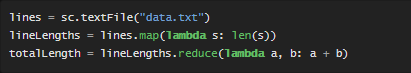 lines = sc.textFile("data.txt")
lineLengths = lines.map(lambda s: len(s))
totalLength = lineLengths.reduce(lambda a, b: a + b)